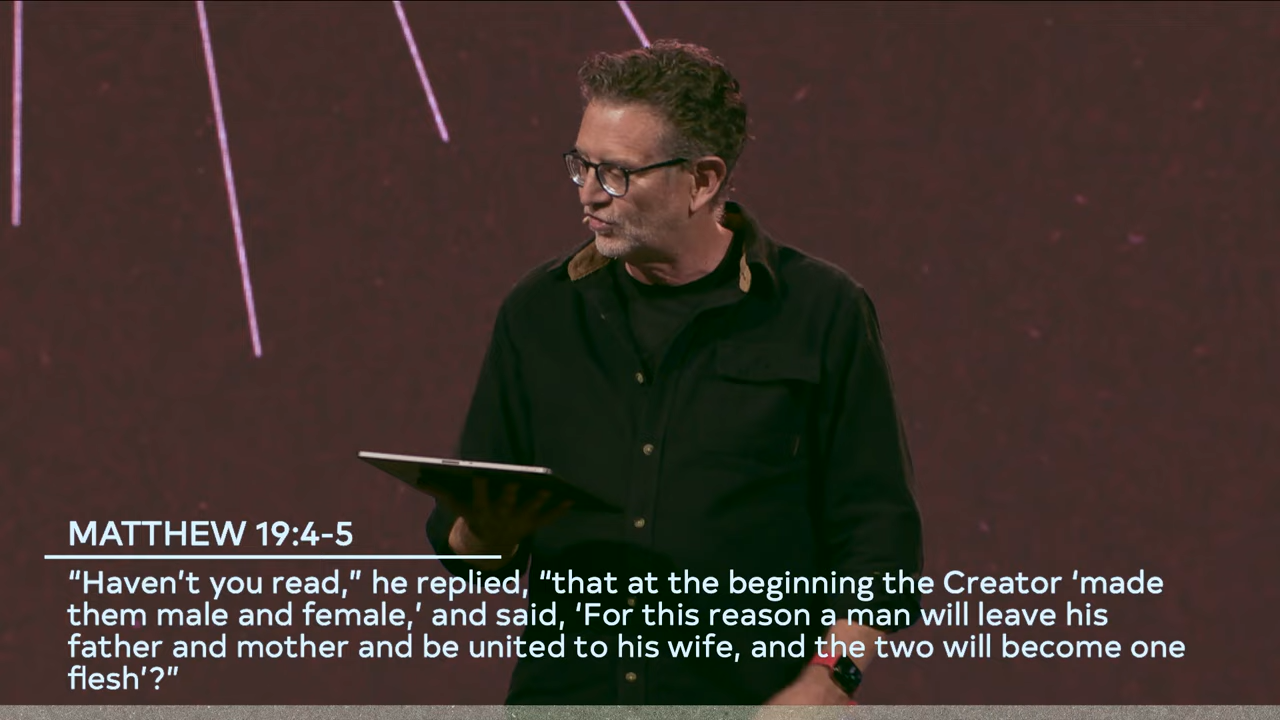 MATTHEW 19:4-5
“Haven’t you read,” he replied, “that at the beginning the Creator ‘made
them male and female,’ and said, ‘For this reason a man will leave his
father and mother and be united to his wife, and the two will become one
flesh’?”